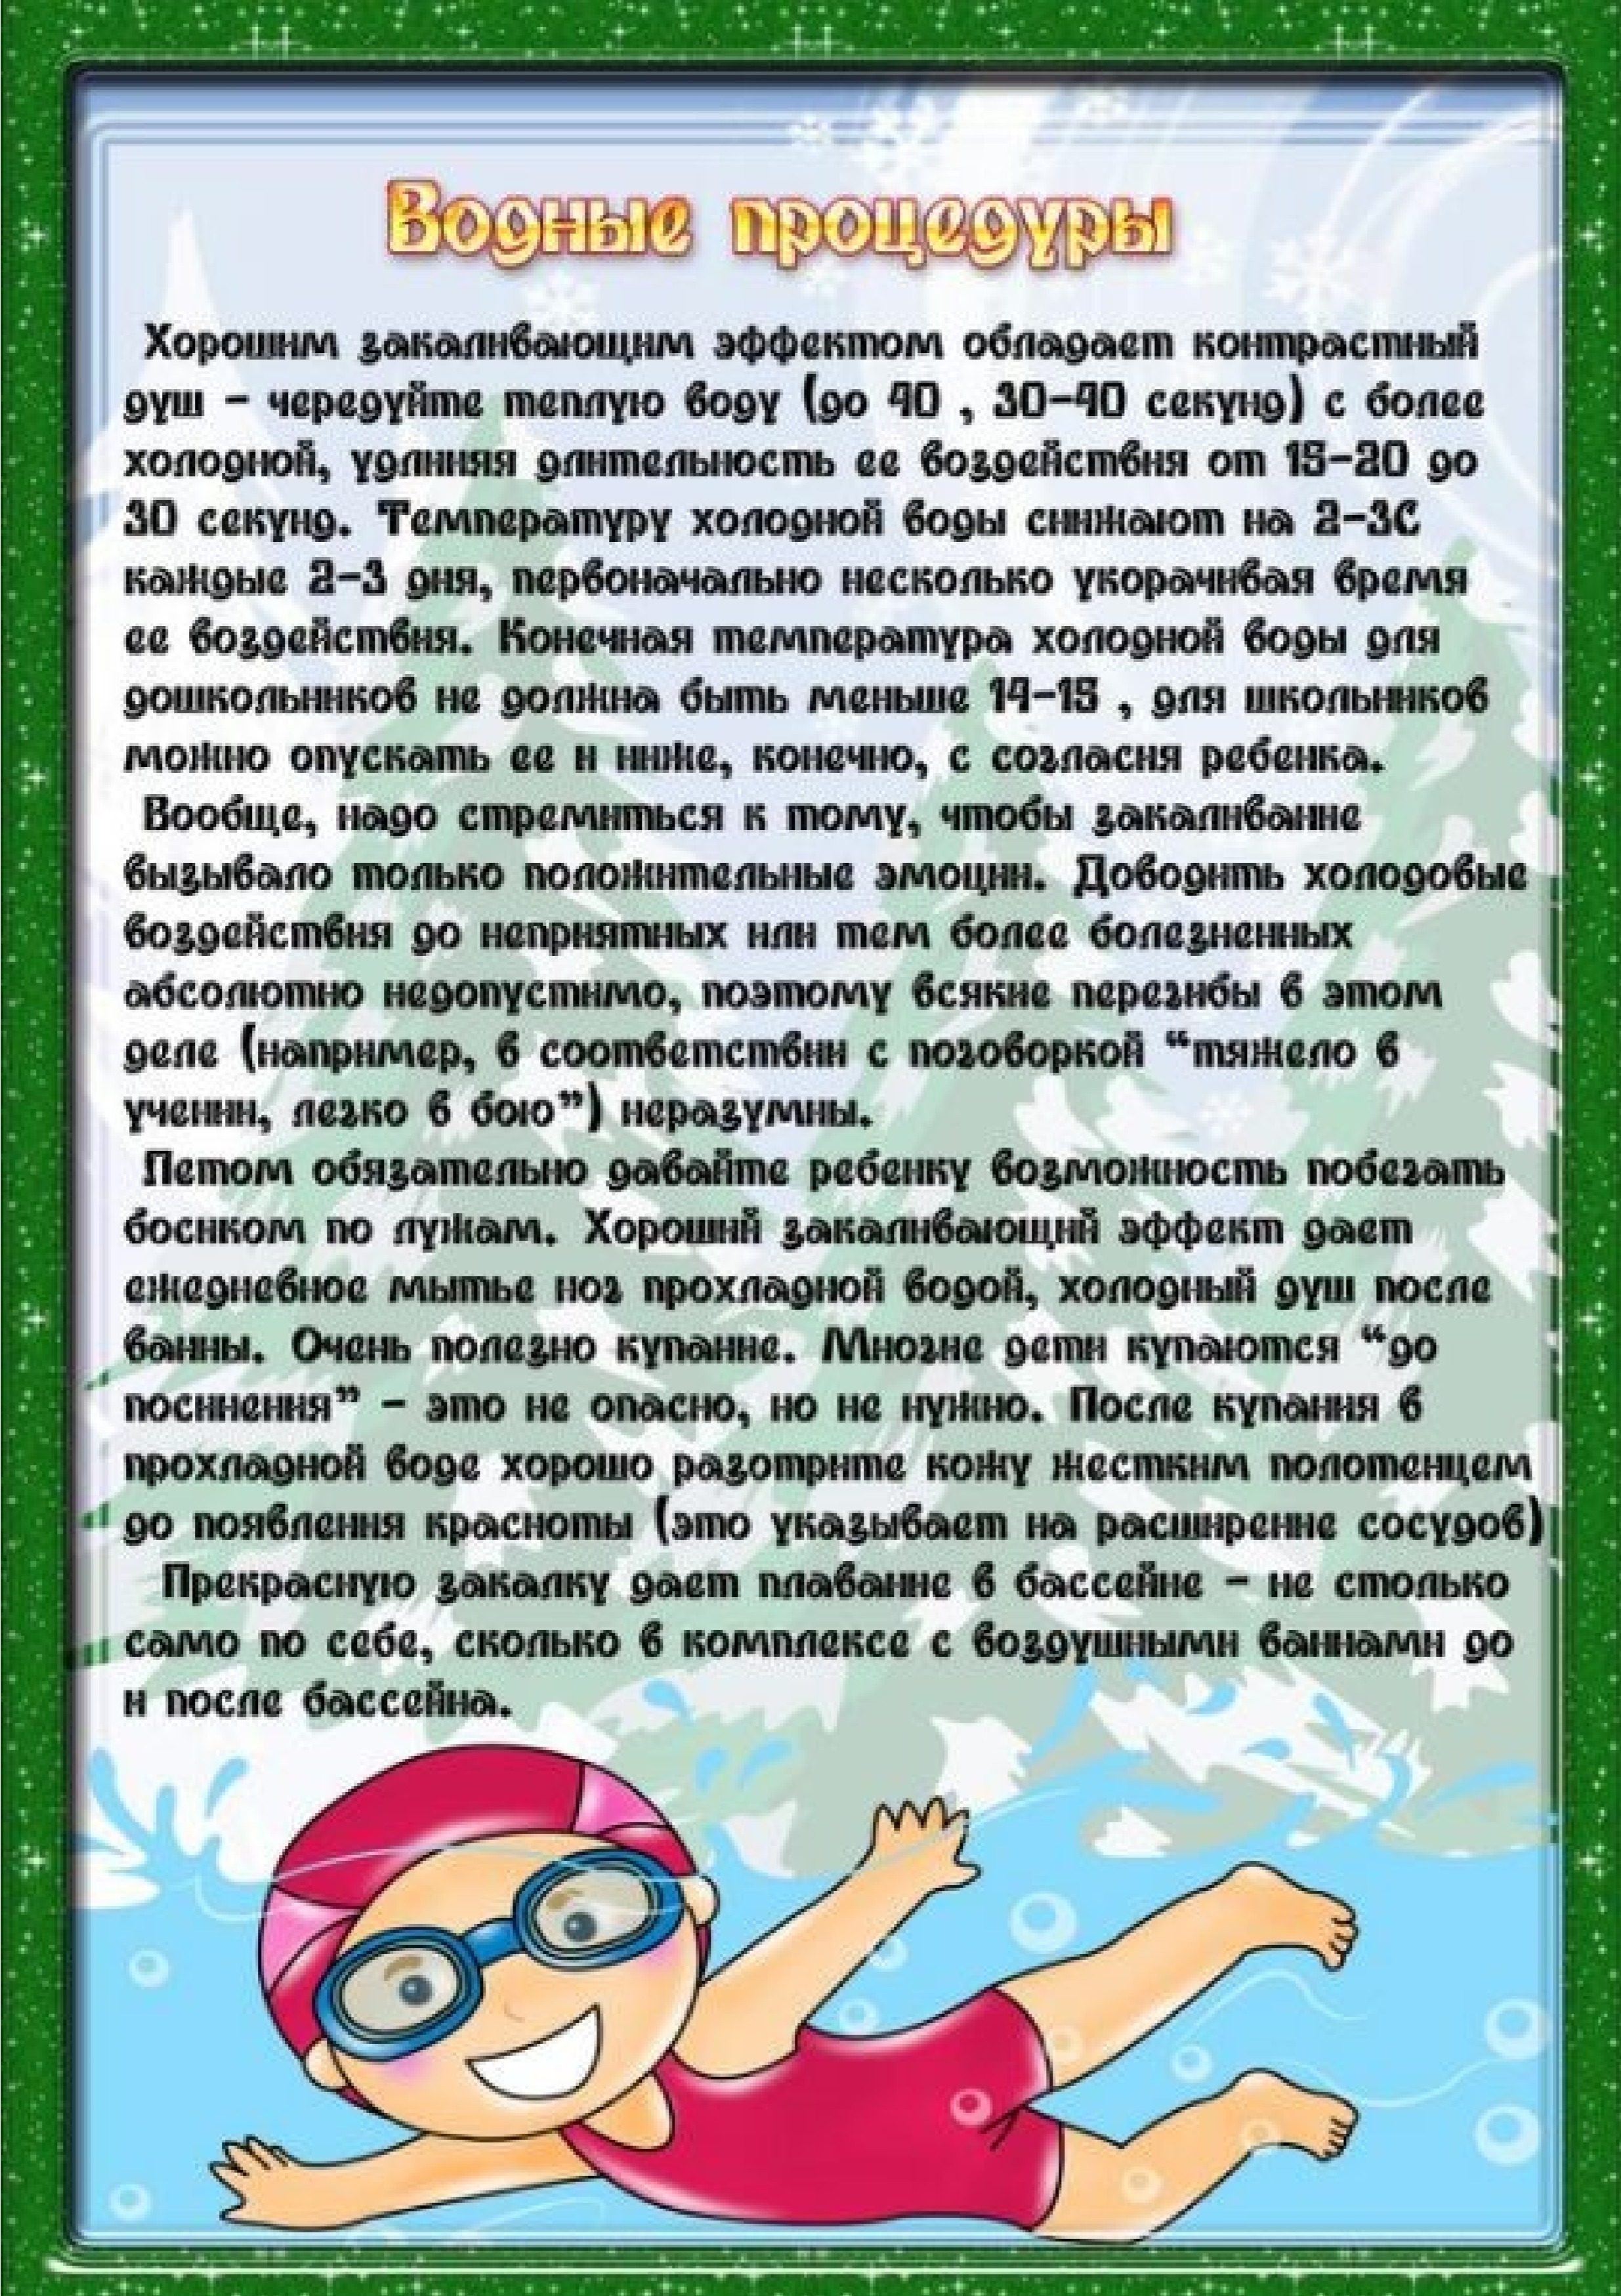 Водные процедуры
Хорошим закаливающим эффектом обладает контрастный
душ – чередуйте теплую воду (до 40 , 30–40 секунд) с более
холодной, удлиняя длительность ее воздействия от 15–20 до
30 секунд. Температуру холодной воды снижают на 2–3С
каждые 2–3 дня, первоначально несколько укорачивая время
ее воздействия. Конечная температура холодной воды для
дошкольников не должна быть меньше 14–15 , для школьников
можно опускать ее и ниже, конечно, с согласия ребенка.
Вообще, надо стремиться к тому, чтобы закаливание
вызывало только положительные эмоции. Доводить холодовые
воздействия до неприятных или тем более болезненных
абсолютно недопустимо, поэтому всякие перегибы в этом
деле (например, в соответствии с поговоркой “тяжело в
учении, легко в бою”) неразумны.
Летом обязательно давайте ребенку возможность побегать
босиком по лужам. Хороший закаливающий эффект дает
ежедневное мытье ног прохладной водой, холодный душ после
ванны. Очень полезно купание. Многие дети купаются “до
посинения” – это не опасно, но не нужно. После купания в
прохладной воде хорошо разотрите кожу жестким полотенцем
до появления красноты (это указывает на расширение сосудов)
Прекрасную закалку дает плавание в бассейне – не столько
само по себе, сколько в комплексе с воздушными ваннами до
и после бассейна.